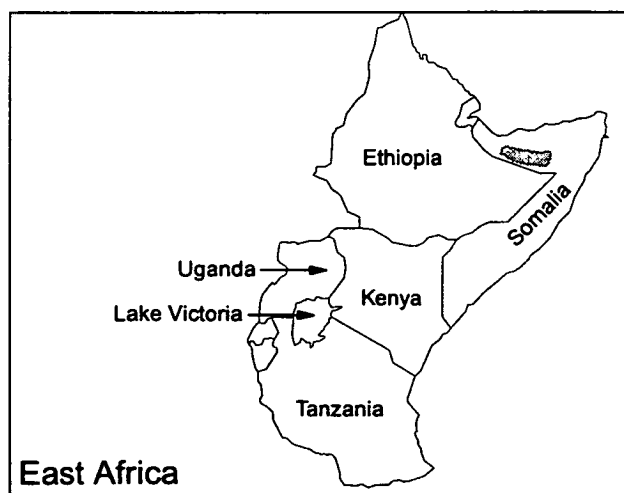 Ethiopia
Somalia
Uganda
Kenya
Lake Victoria
Tanzania
East Africa